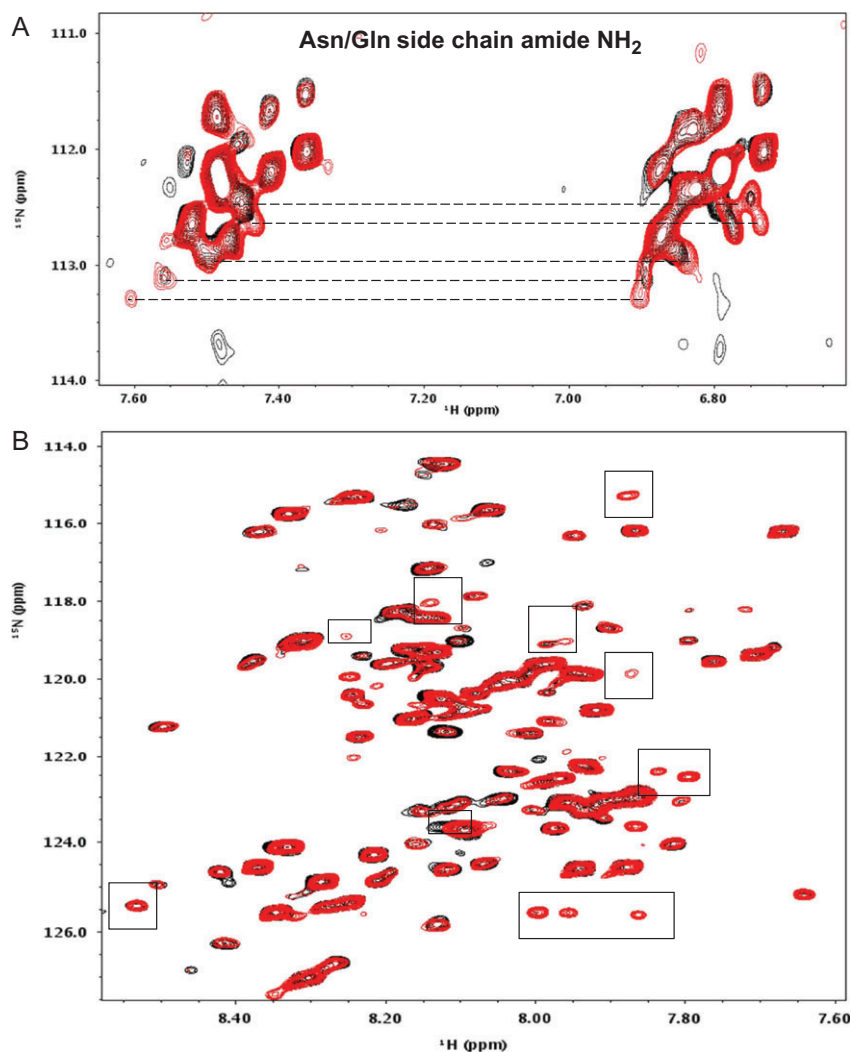 A
Asn/Gln side chain amide NH₂
111.0
112.0
113.0
114.0
¹⁵N (ppm)
7.60 7.40 7.20 7.00 6.80
¹H (ppm)
B
114.0
116.0
118.0
120.0
122.0
124.0
126.0
¹⁵N (ppm)
8.40 8.20 8.00 7.80 7.60
¹H (ppm)